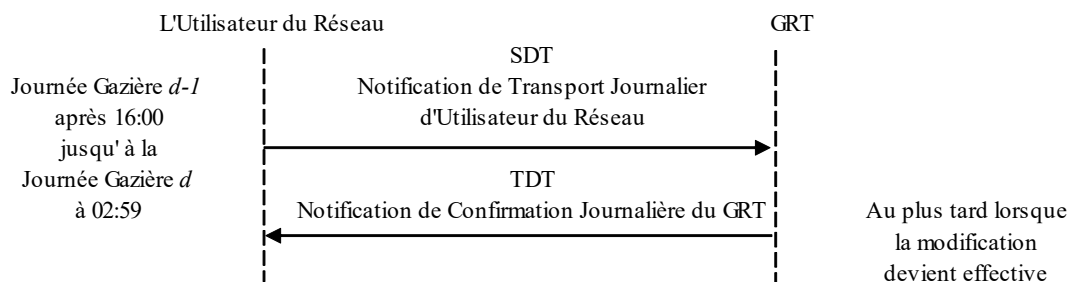 L'Utilisateur du Réseau
GRT
SDT
Notification de Transport Journalier
d'Utilisateur du Réseau
Journée Gazière d-1
après 16:00
jusqu' à la
Journée Gazière d
à 02:59
TDT
Notification de Confirmation Journalière du GRT
Au plus tard lorsque
la modification
devient effective